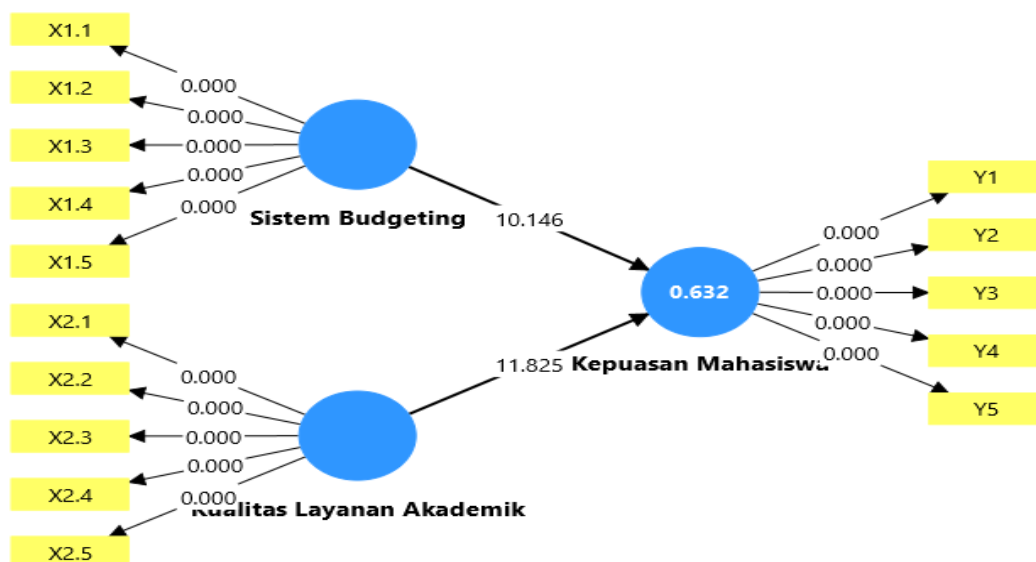 X1.1
X1.2
X1.3
X1.4
X1.5
0.000
0.000
0.000
0.000
0.000
Sistem Budgeting
10.146
X2.1
X2.2
X2.3
X2.4
X2.5
0.000
0.000
0.000
0.000
0.000
Kualitas Layanan Akademik
11.825
0.632
Kepuasan Mahasiswa
0.000
0.000
0.000
0.000
0.000
Y1
Y2
Y3
Y4
Y5